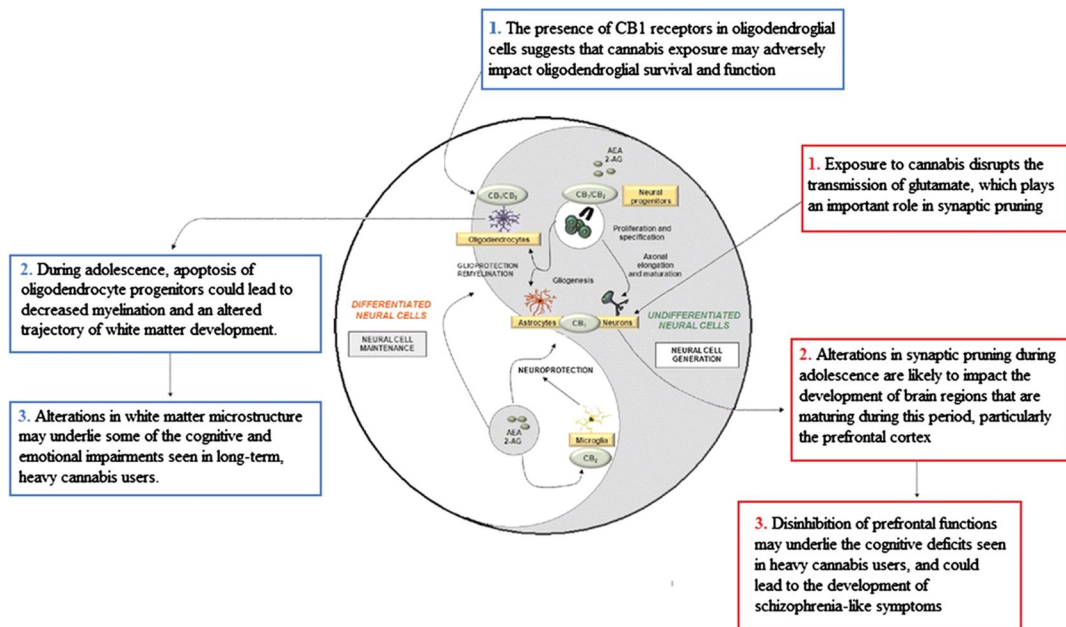 1. The presence of CB1 receptors in oligodendroglial
cells suggests that cannabis exposure may adversely
impact oligodendroglial survival and function
1. Exposure to cannabis disrupts the
transmission of glutamate, which plays
an important role in synaptic pruning
2. During adolescence, apoptosis of
oligodendrocyte progenitors could lead to
decreased myelination and an altered
trajectory of white matter development.
3. Alterations in white matter microstructure
may underlie some of the cognitive and
emotional impairments seen in long-term,
heavy cannabis users.
2. Alterations in synaptic pruning during
adolescence are likely to impact the
development of brain regions that are
maturing during this period, particularly
the prefrontal cortex
3. Disinhibition of prefrontal functions
may underlie the cognitive deficits seen
in heavy cannabis users, and could
lead to the development of
schizophrenia-like symptoms
AEA
2-AG
CB1/CB2
CB1/CB2
Neural
progenitors
Oligodendrocytes
Proliferation and
specification
GLIOPROTECTION
REMYELINATION
Axonal
elongation
and maturation
Gliogenesis
DIFFERENTIATED
NEURAL CELLS
NEURAL CELL
MAINTENANCE
Astrocytes
CB1
Neurons
UNDIFFERENTIATED
NEURAL CELLS
NEURAL CELL
GENERATION
NEUROPROTECTION
AEA
2-AG
Microglia
CB2